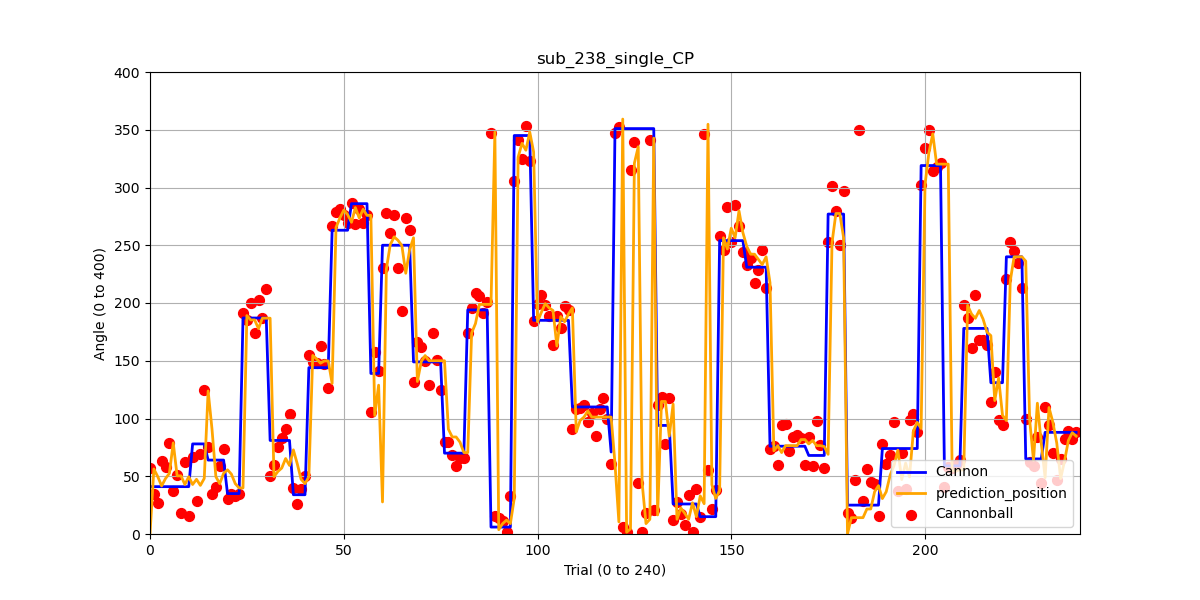 sub_238_single_CP
400
350
300
250
200
150
100
50
0
Angle (0 to 400)
0 50 100 150 200
Trial (0 to 240)
Cannon
prediction_position
Cannonball